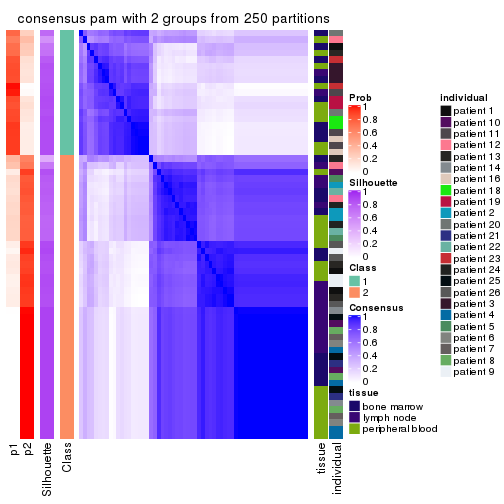 consensus pam with 2 groups from 250 partitions
Prob
1
0.8
0.6
0.4
0.2
0
Silhouette
1
0.8
0.6
0.4
0.2
0
Class
1
2
Consensus
1
0.8
0.6
0.4
0.2
0
tissue
bone marrow
lymph node
peripheral blood
individual
patient 1
patient 10
patient 11
patient 12
patient 13
patient 14
patient 16
patient 18
patient 19
patient 2
patient 20
patient 21
patient 22
patient 23
patient 24
patient 25
patient 26
patient 3
patient 4
patient 5
patient 6
patient 7
patient 8
patient 9
p1
p2
Silhouette
Class
tissue
individual